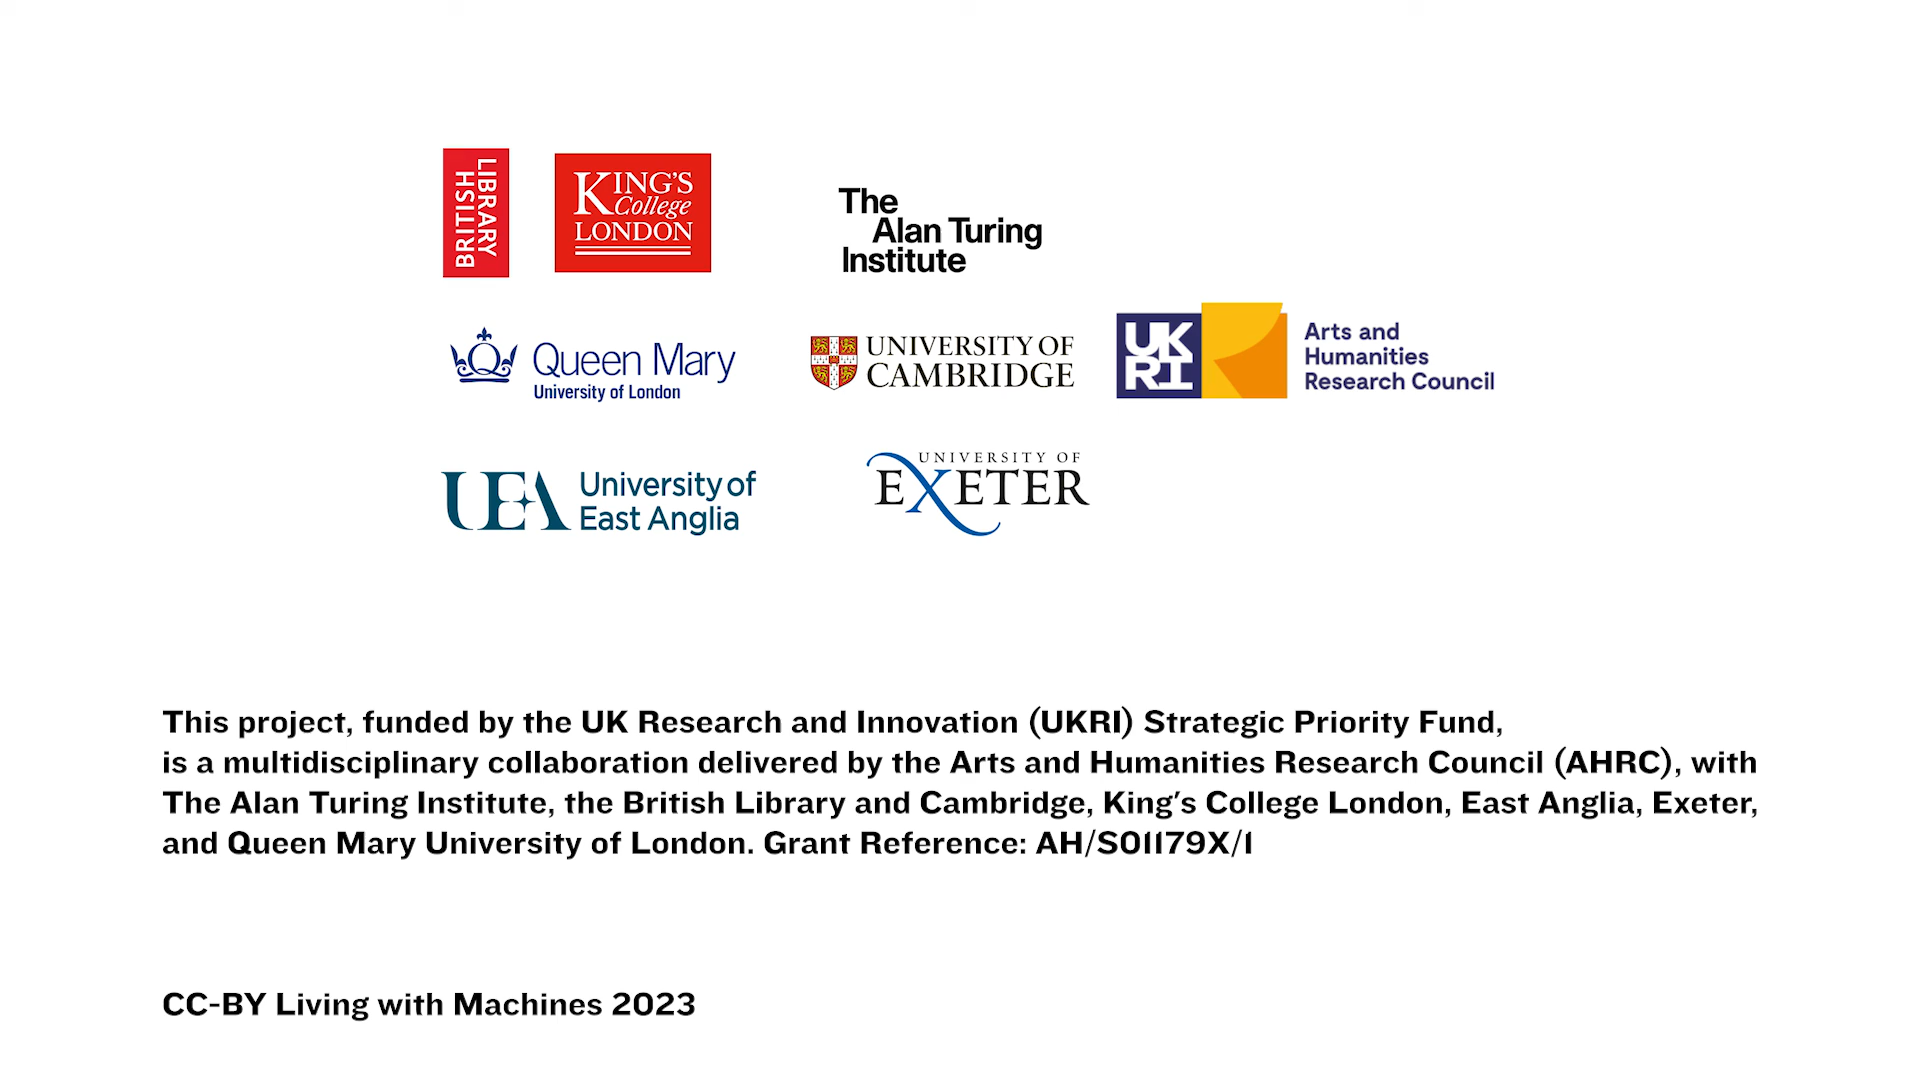 BRITISH
LIBRARY
KING'S
College
LONDON
The
Alan Turing
Institute
Queen Mary
University of London
UNIVERSITY OF
CAMBRIDGE
UK
RI
Arts and
Humanities
Research Council
UEA
University of
East Anglia
UNIVERSITY OF
EXETER
This project, funded by the UK Research and Innovation (UKRI) Strategic Priority Fund,
is a multidisciplinary collaboration delivered by the Arts and Humanities Research Council (AHRC), with
The Alan Turing Institute, the British Library and Cambridge, King's College London, East Anglia, Exeter,
and Queen Mary University of London. Grant Reference: AH/S01179X/1
CC-BY Living with Machines 2023